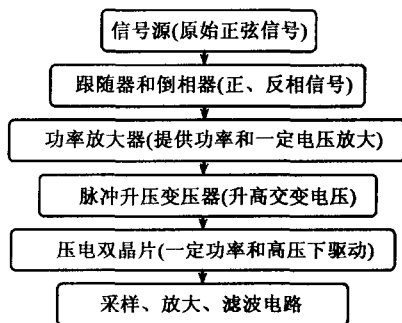 信号源(原始正弦信号)
跟随器和倒相器(正、反相信号)
功率放大器(提供功率和一定电压放大)
脉冲升压变压器(升高交变电压)
压电双晶片(一定功率和高压下驱动)
采样、放大、滤波电路